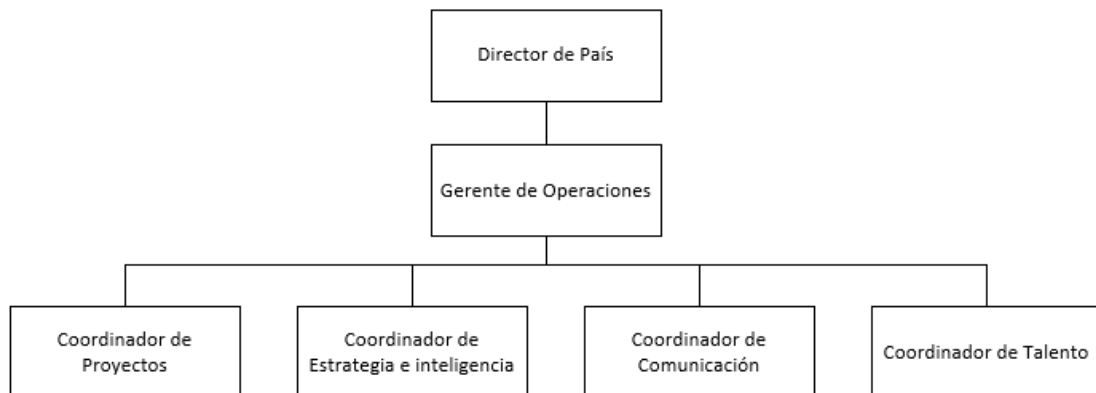 Director de País
Gerente de Operaciones
Coordinador de
Proyectos
Coordinador de
Estrategia e inteligencia
Coordinador de
Comunicación
Coordinador de Talento